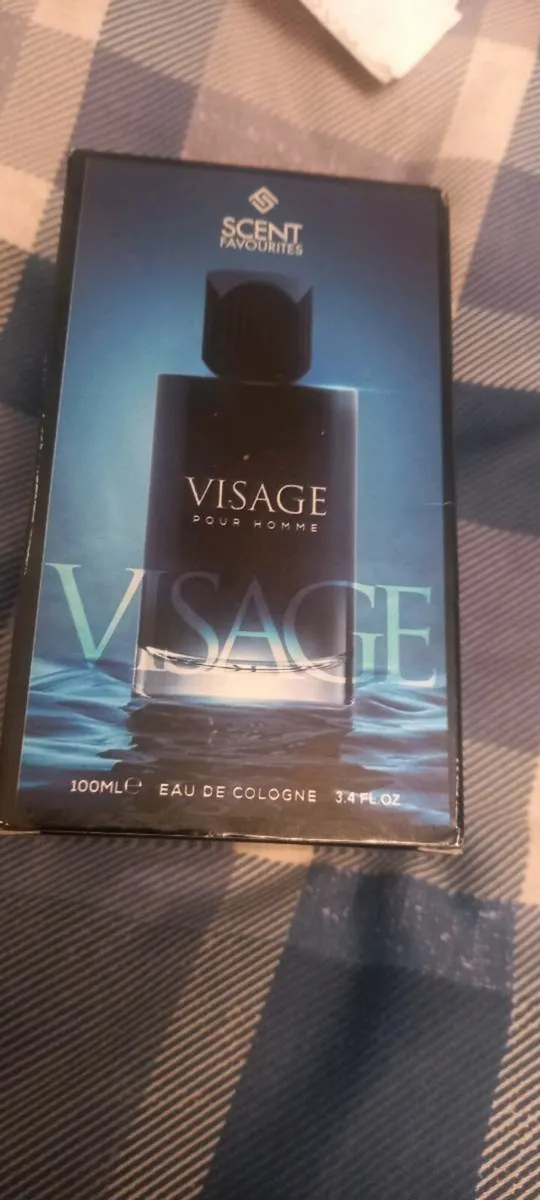 SCENT
FAVOURITES
VISAGE
POUR HOMME
VISAGE
100ML℮ EAU DE COLOGNE 3.4 FL.OZ